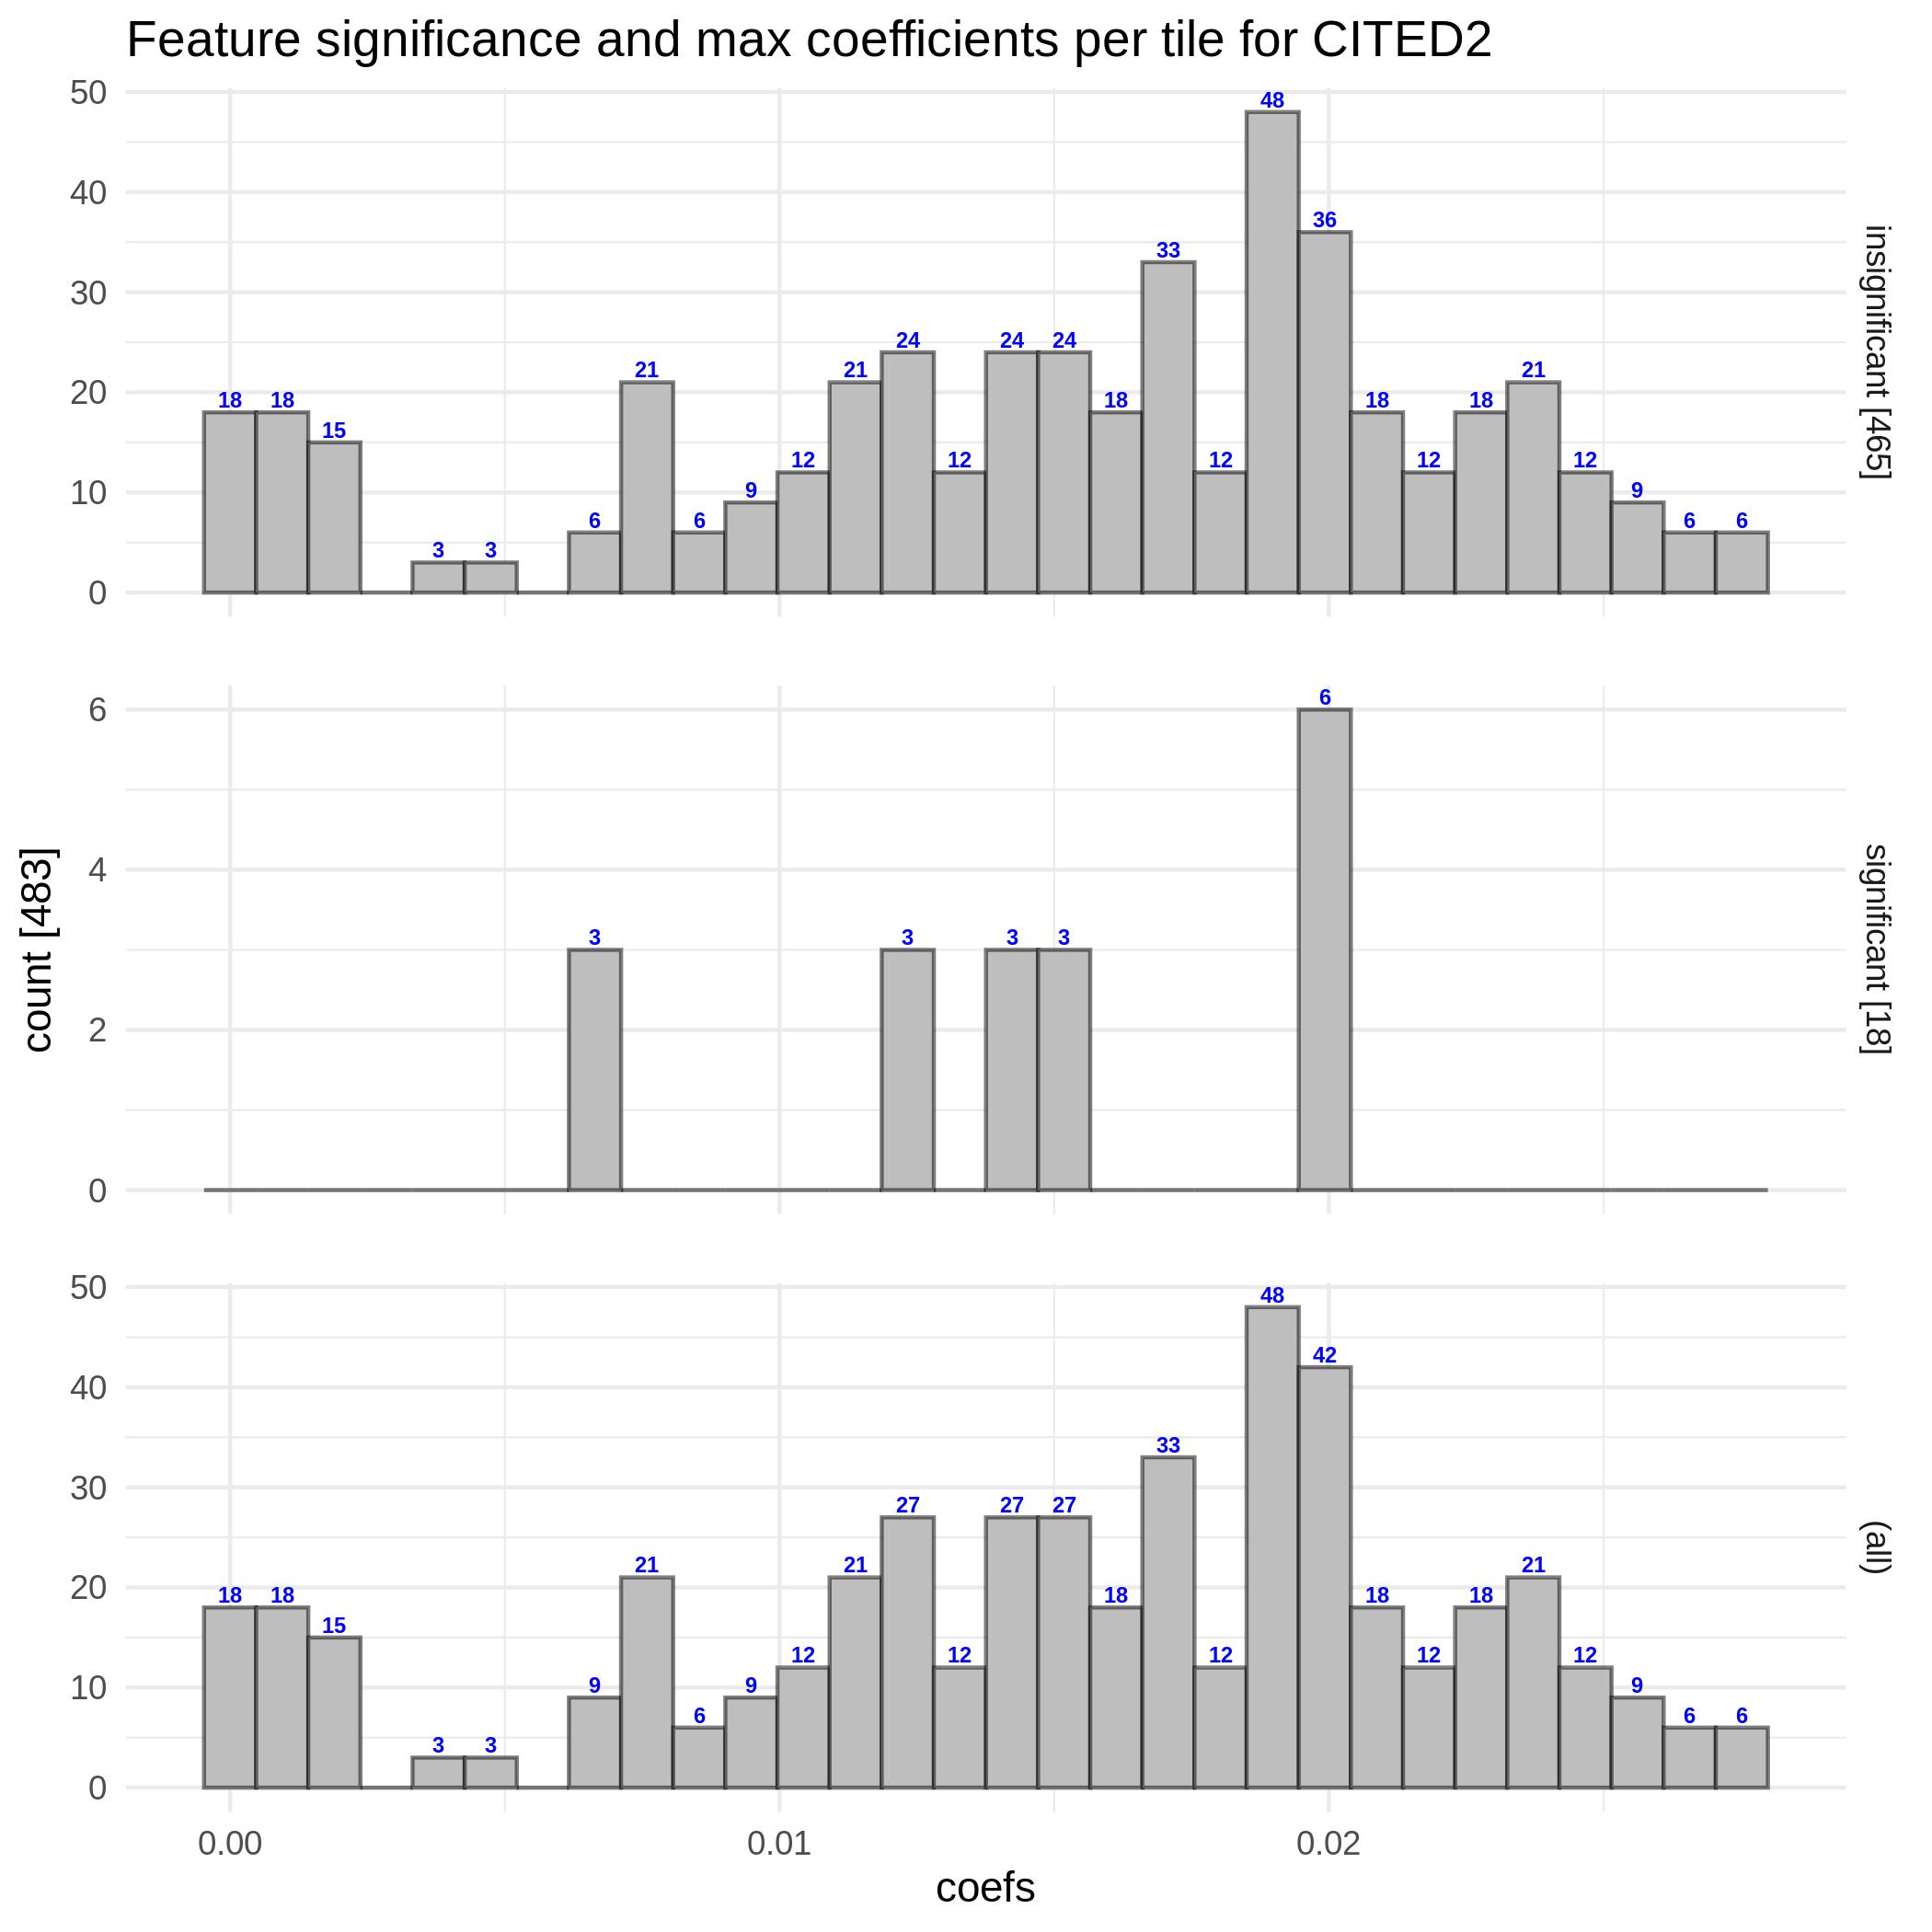 Feature significance and max coefficients per tile for CITED2
50
40
30
20
10
0
18 18 15 3 3 6 21 6 9 12 21 24 12 24 24 18 33 12 48 36 18 12 18 21 12 9 6 6
insignificant [465]
count [483]
6
4
2
0
3 3 3 3 6
significant [18]
50
40
30
20
10
0
18 18 15 3 3 9 21 6 9 12 21 27 12 27 27 18 33 12 48 42 18 12 18 21 12 9 6 6
(all)
0.00 0.01 0.02
coefs